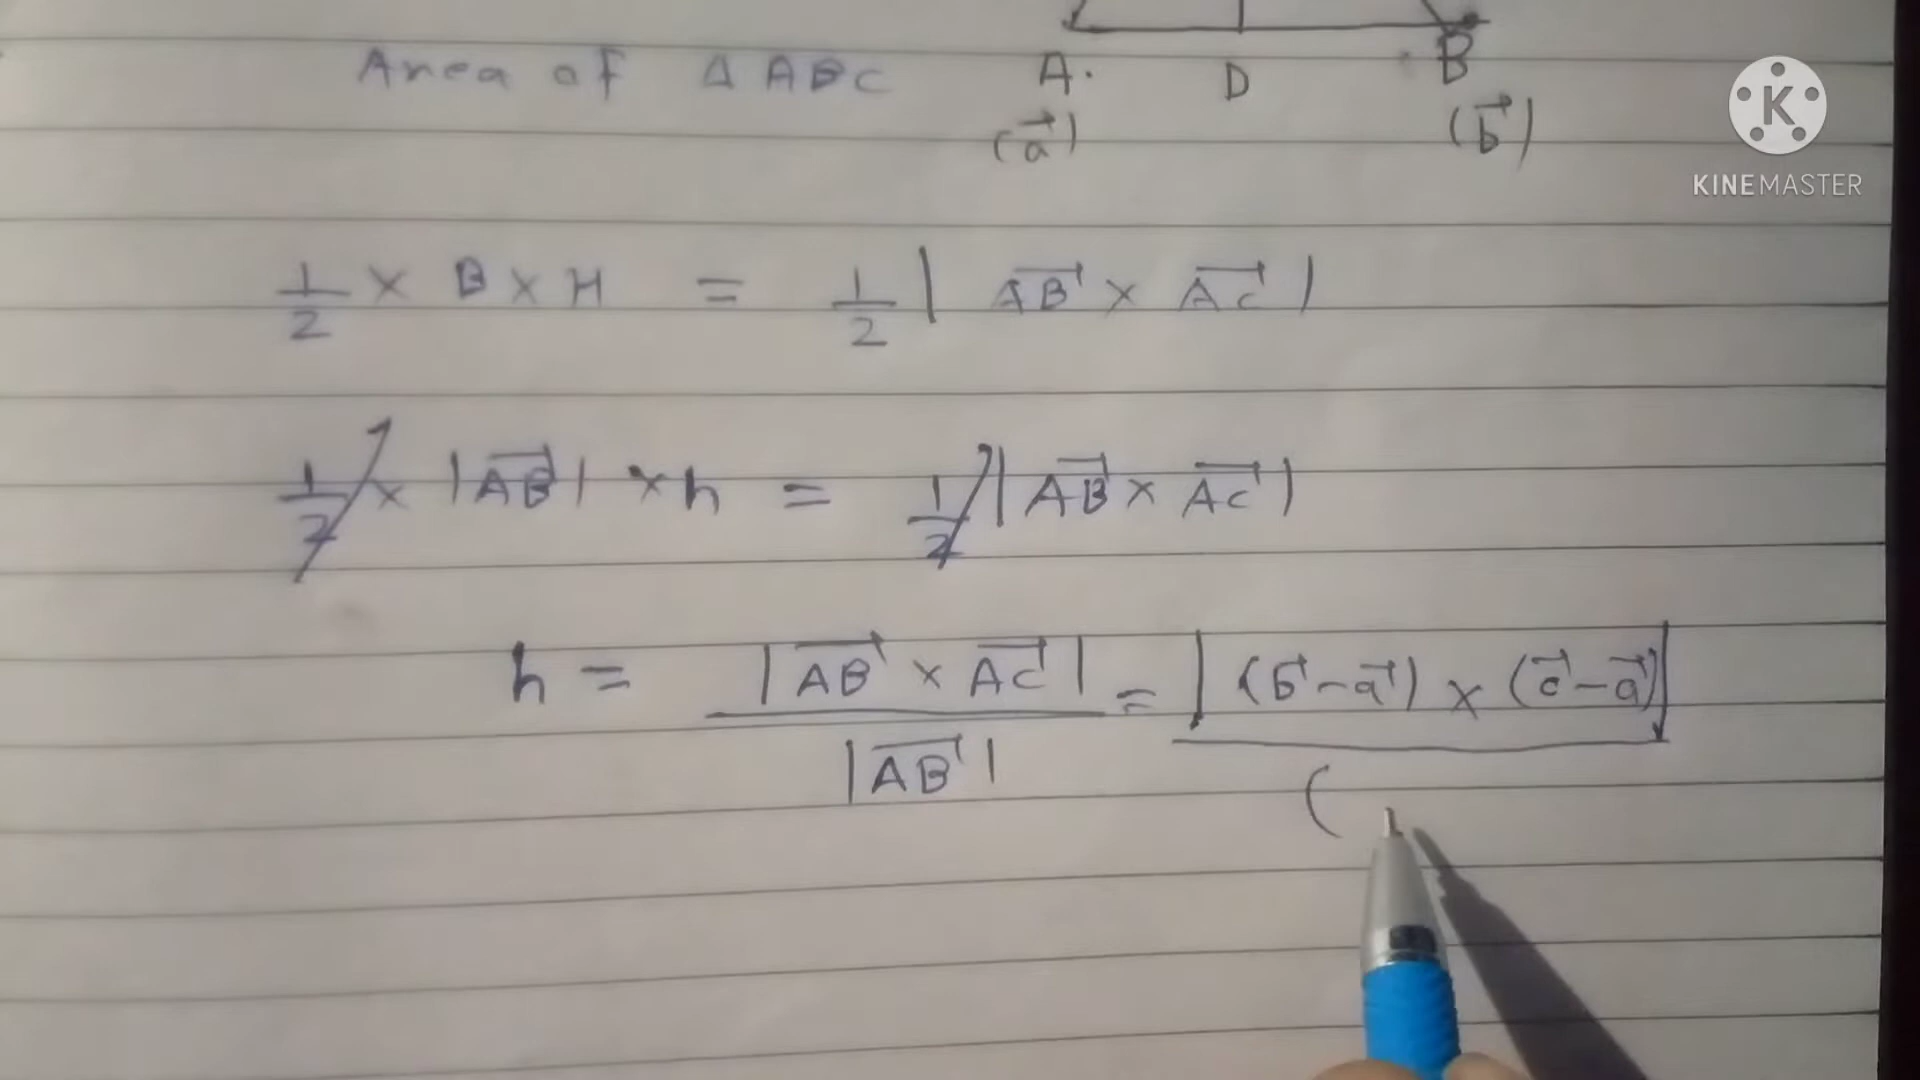 Area of Δ ABC
A. D B
(a⃗) (b⃗)
K
KINEMASTER
1/2 × B × H = 1/2 | AB⃗ × AC⃗ |
1/2 × |AB⃗| × h = 1/2 |AB⃗ × AC⃗|
h = |AB⃗ × AC⃗| / |AB⃗| = |(b⃗ - a⃗) × (c⃗ - a⃗)| / (